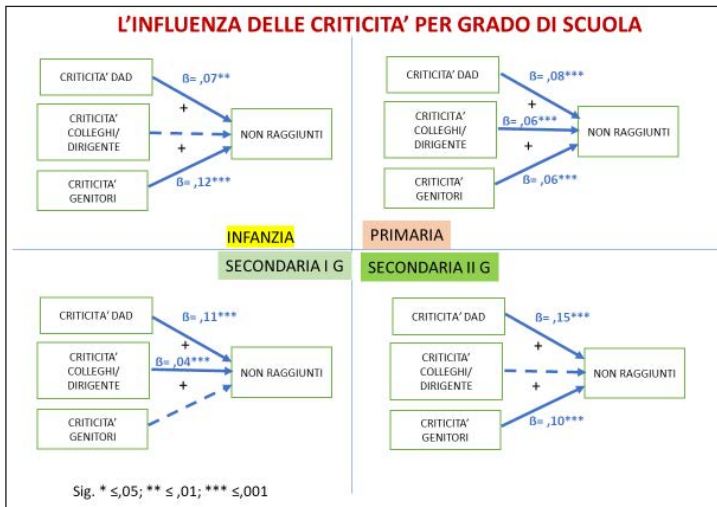 L'INFLUENZA DELLE CRITICITA' PER GRADO DI SCUOLA
CRITICITA' DAD
ß= ,07**
+
CRITICITA'
COLLEGHI/
DIRIGENTE
NON RAGGIUNTI
+
CRITICITA'
GENITORI
ß= ,12***
INFANZIA
CRITICITA' DAD
ß= ,08***
+
CRITICITA'
COLLEGHI/
DIRIGENTE
ß= ,06***
NON RAGGIUNTI
+
CRITICITA'
GENITORI
ß= ,06***
PRIMARIA
SECONDARIA I G
CRITICITA' DAD
ß= ,11***
+
CRITICITA'
COLLEGHI/
DIRIGENTE
ß= ,04***
NON RAGGIUNTI
+
CRITICITA'
GENITORI
SECONDARIA II G
CRITICITA' DAD
ß= ,15***
+
CRITICITA'
COLLEGHI/
DIRIGENTE
NON RAGGIUNTI
+
CRITICITA'
GENITORI
ß= ,10***
Sig. * ≤,05; ** ≤ ,01; *** ≤,001